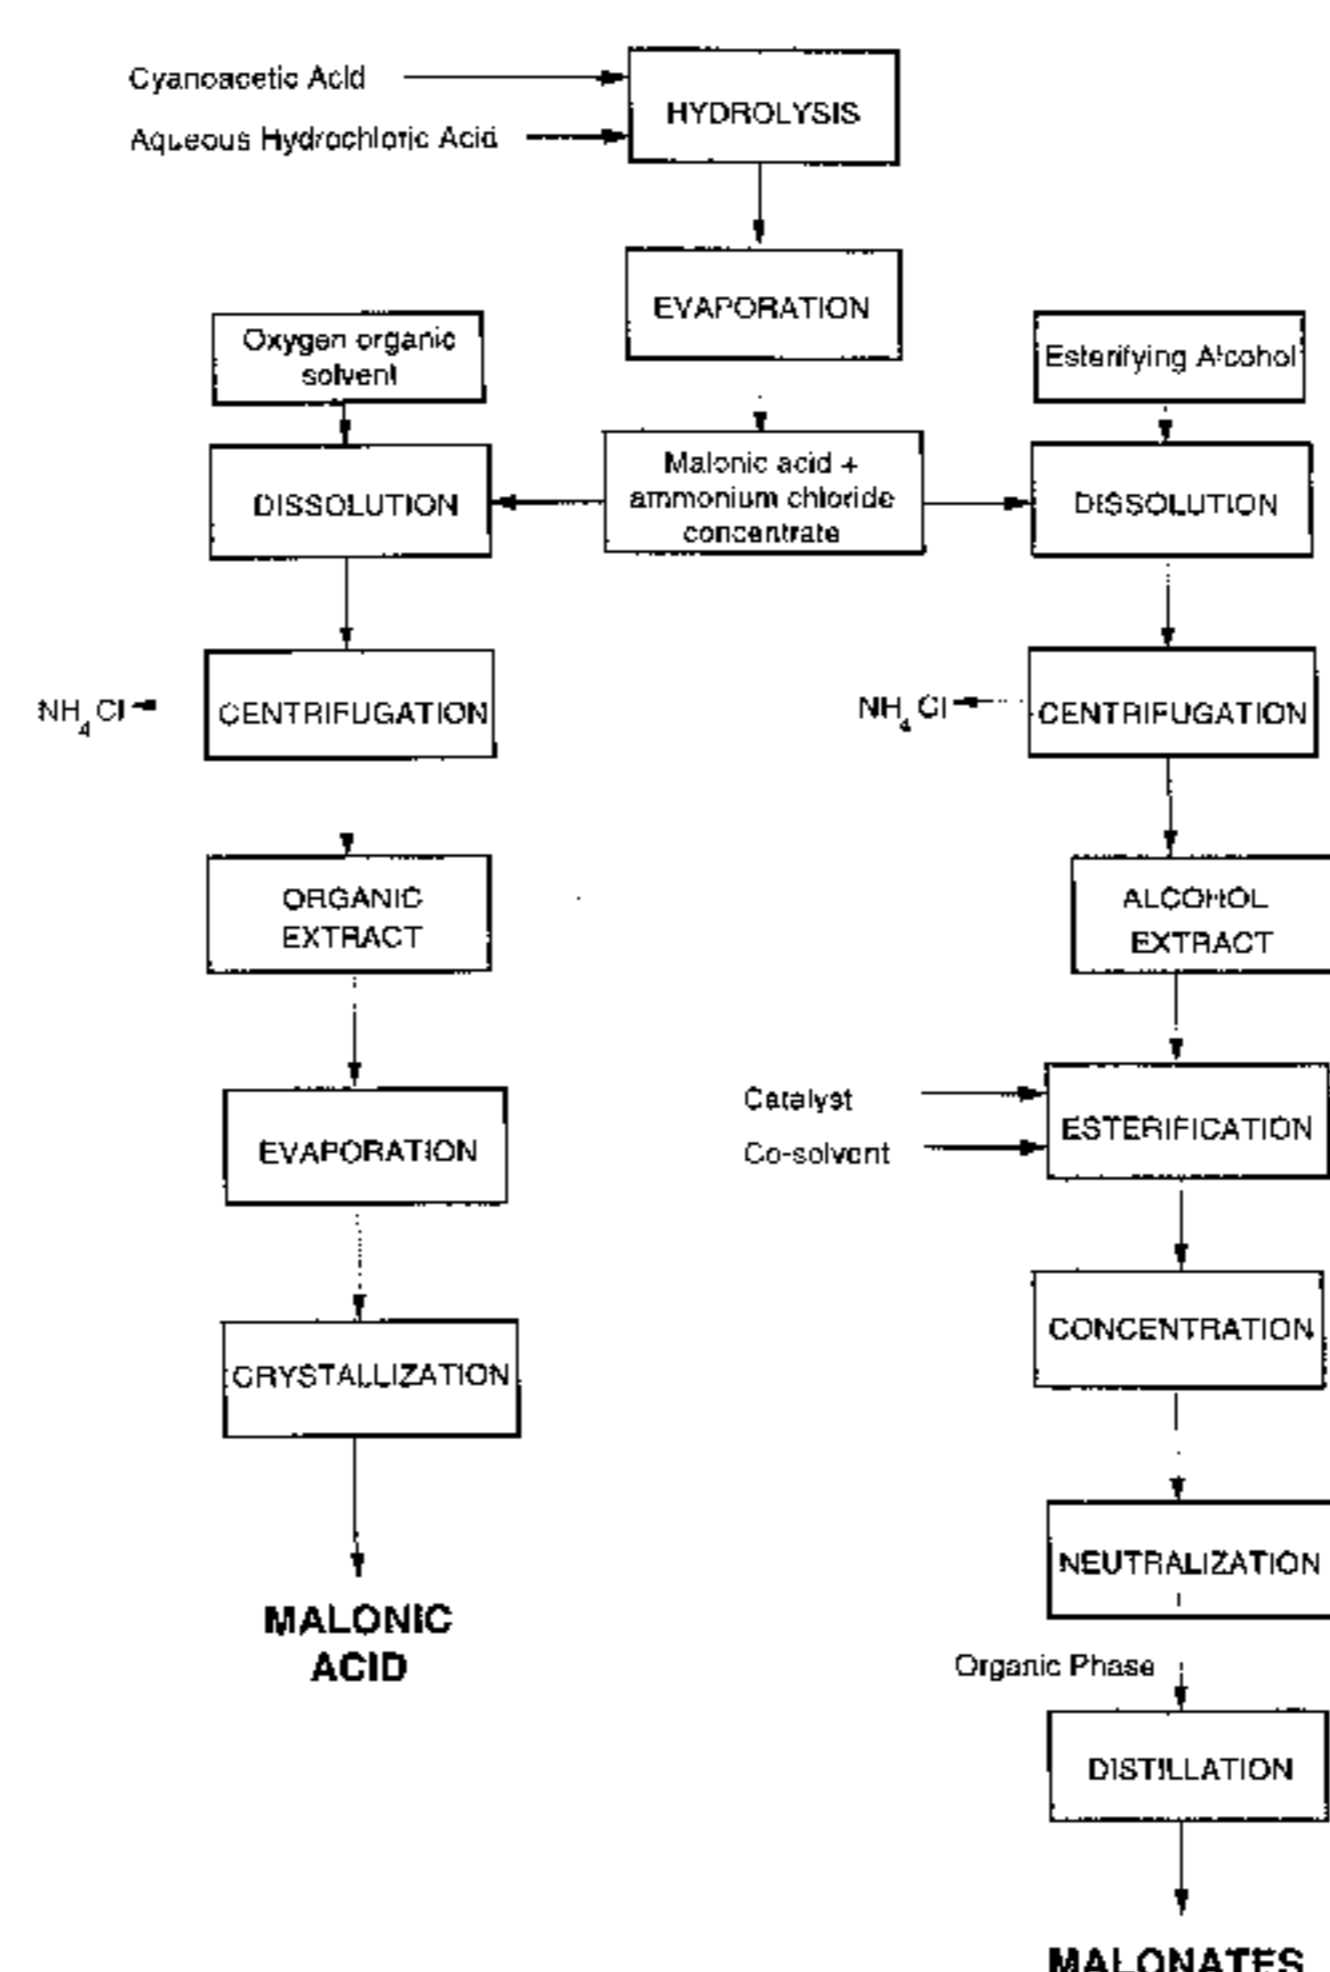 Cyanoacetic Acid
Aqueous Hydrochloric Acid
HYDROLYSIS
EVAPORATION
Oxygen organic
solvent
Esterifying Alcohol
DISSOLUTION
Malonic acid +
ammonium chloride
concentrate
DISSOLUTION
NH4Cl
CENTRIFUGATION
NH4Cl
CENTRIFUGATION
ORGANIC
EXTRACT
ALCOHOL
EXTRACT
Catalyst
Co-solvent
ESTERIFICATION
EVAPORATION
CONCENTRATION
CRYSTALLIZATION
NEUTRALIZATION
MALONIC
ACID
Organic Phase
DISTILLATION
MALONATES